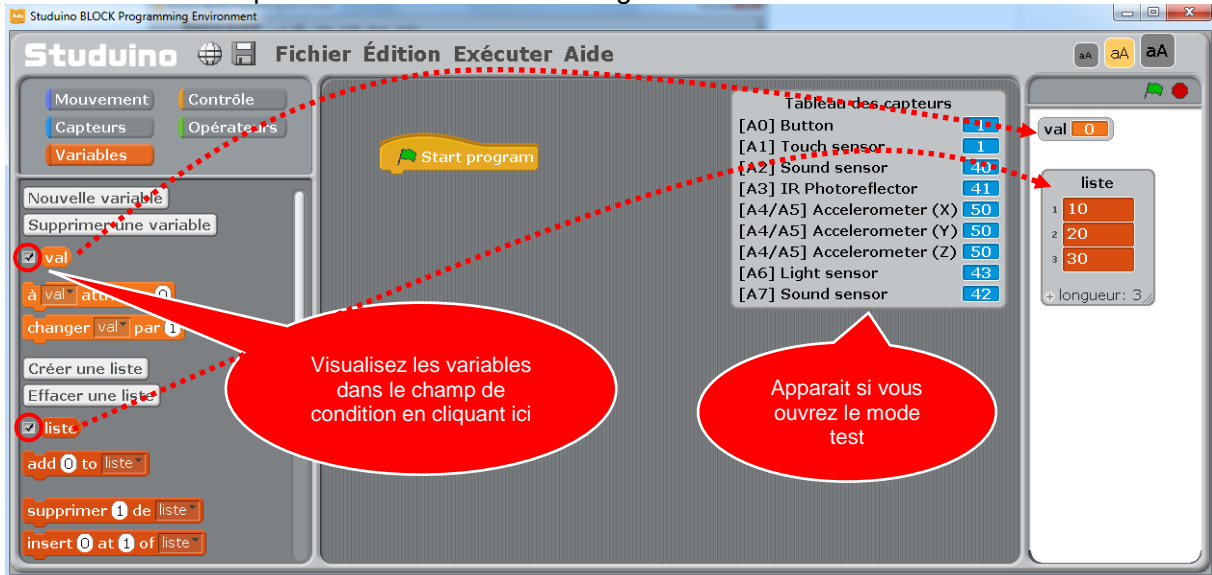 Studuino BLOCK Programming Environment
Studuino Fichier Édition Exécuter Aide
aA aA aA
Mouvement Contrôle
Capteurs Opérateurs
Variables
Nouvelle variable
Supprimer une variable
val
à val
0
changer val par 1
Créer une liste
Effacer une liste
liste
add 0 to liste
supprimer 1 de liste
insert 0 at 1 of liste
Start program
Visualisez les variables
dans le champ de
condition en cliquant ici
Tableau des capteurs
[A0] Button 1
[A1] Touch sensor 1
[A2] Sound sensor 40
[A3] IR Photoreflector 41
[A4/A5] Accelerometer (X) 50
[A4/A5] Accelerometer (Y) 50
[A4/A5] Accelerometer (Z) 50
[A6] Light sensor 43
[A7] Sound sensor 42
Apparait si vous
ouvrez le mode
test
val 0
liste
1 10
2 20
3 30
+ longueur: 3